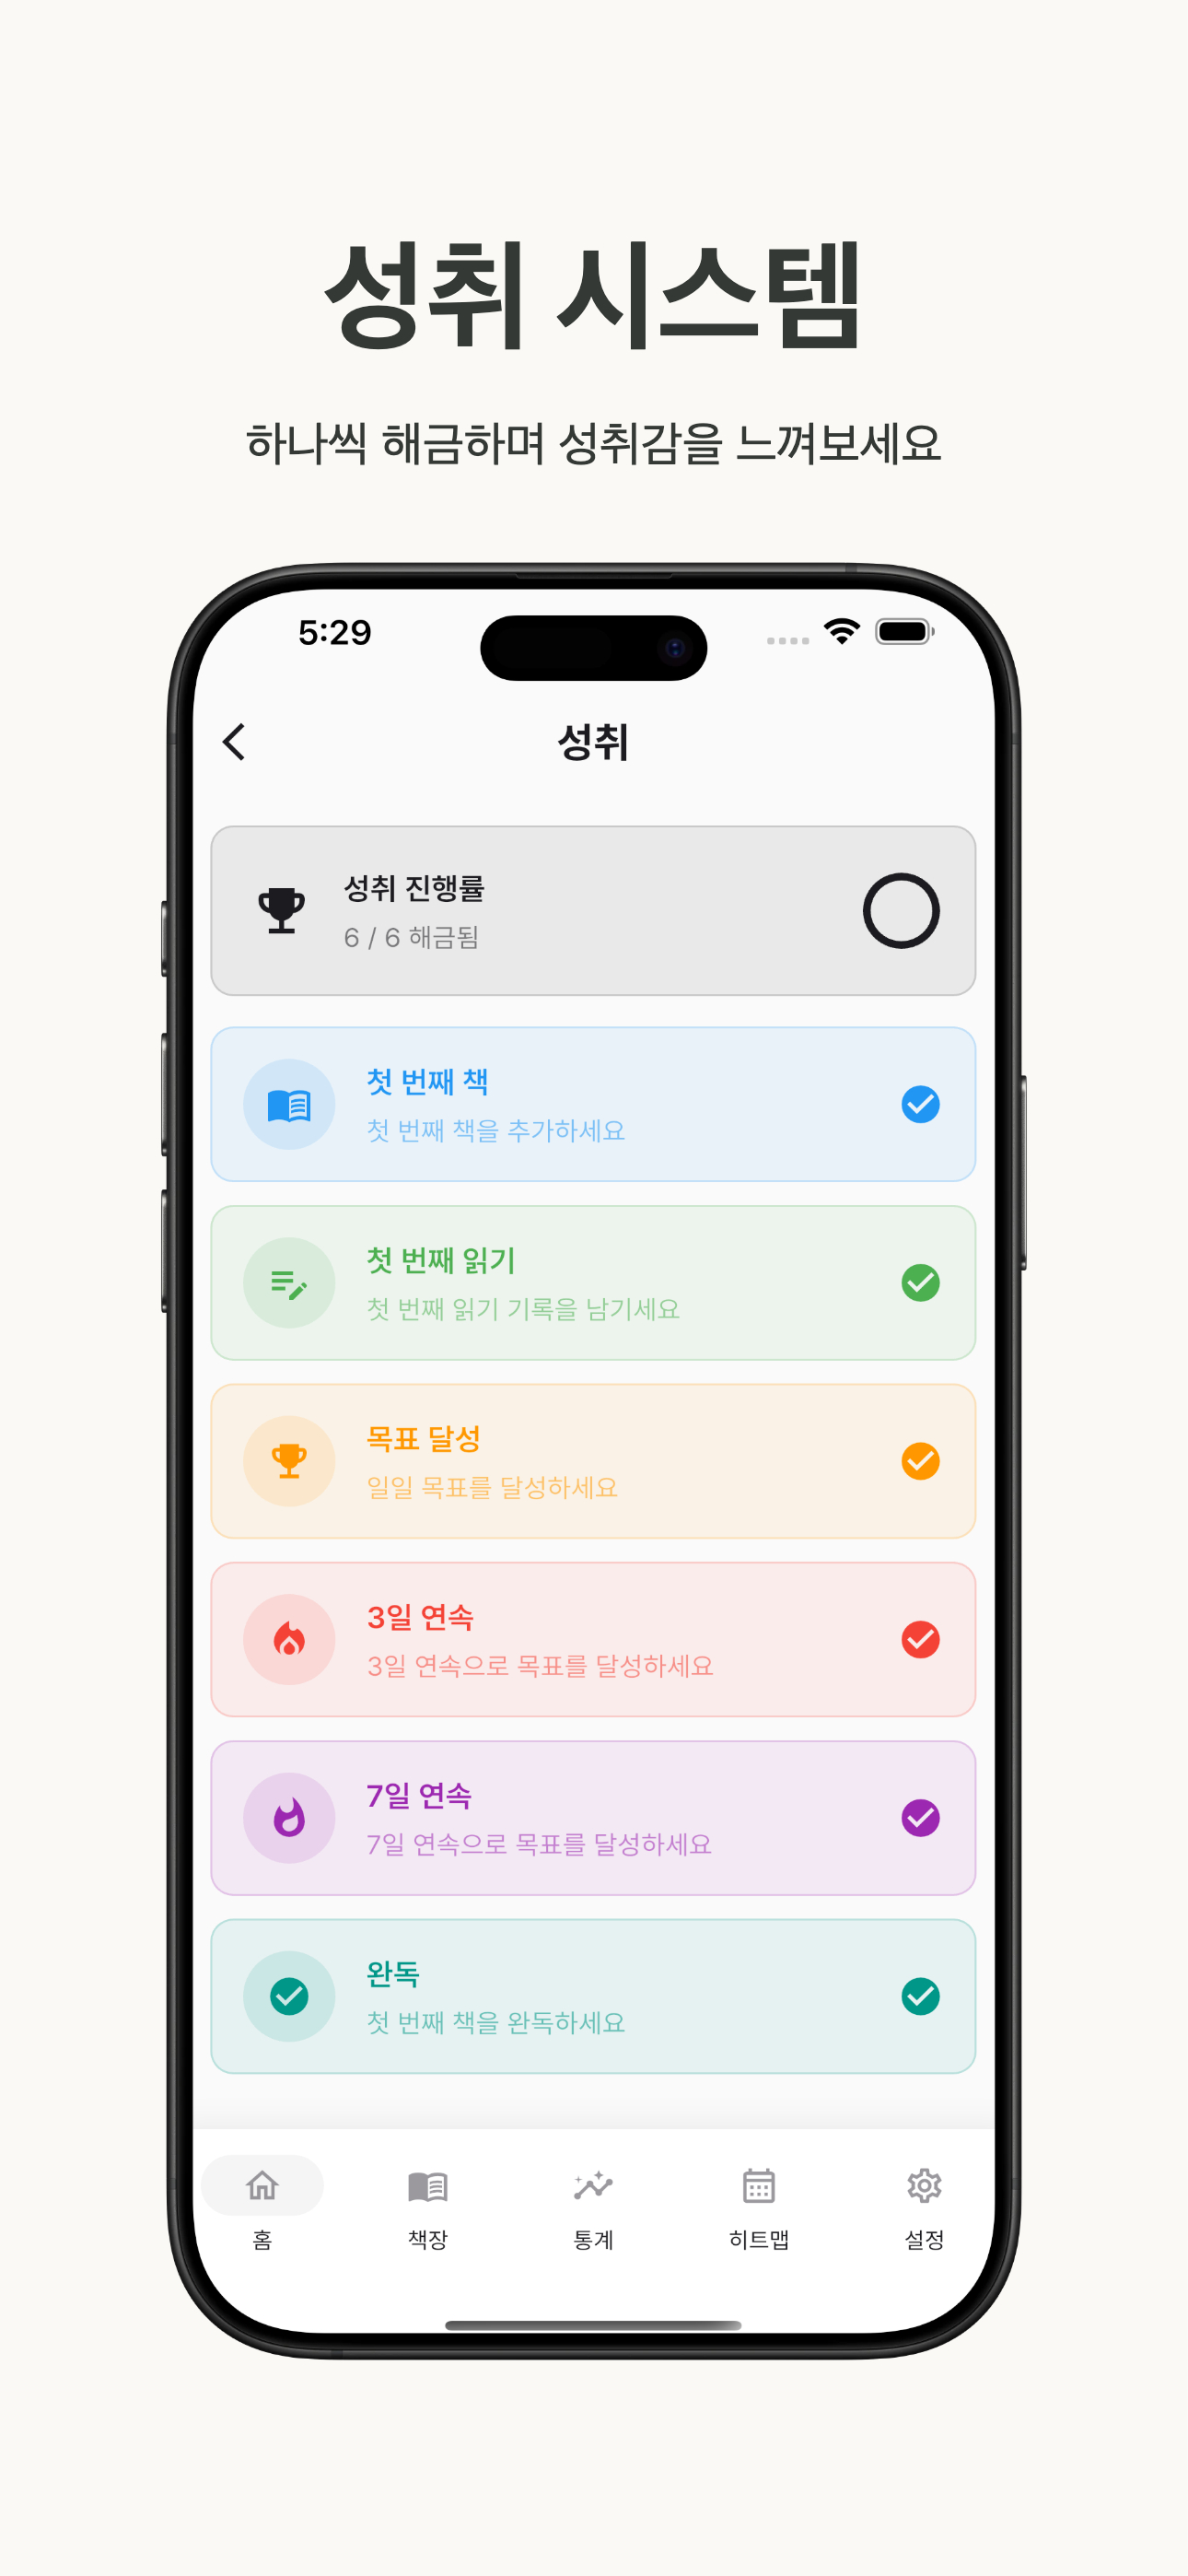 성취 시스템
하나씩 해금하며 성취감을 느껴보세요
5:29
성취
성취 진행률
6 / 6 해금됨
첫 번째 책
첫 번째 책을 추가하세요
첫 번째 읽기
첫 번째 읽기 기록을 남기세요
목표 달성
일일 목표를 달성하세요
3일 연속
3일 연속으로 목표를 달성하세요
7일 연속
7일 연속으로 목표를 달성하세요
완독
첫 번째 책을 완독하세요
홈 책장 통계 히트맵 설정